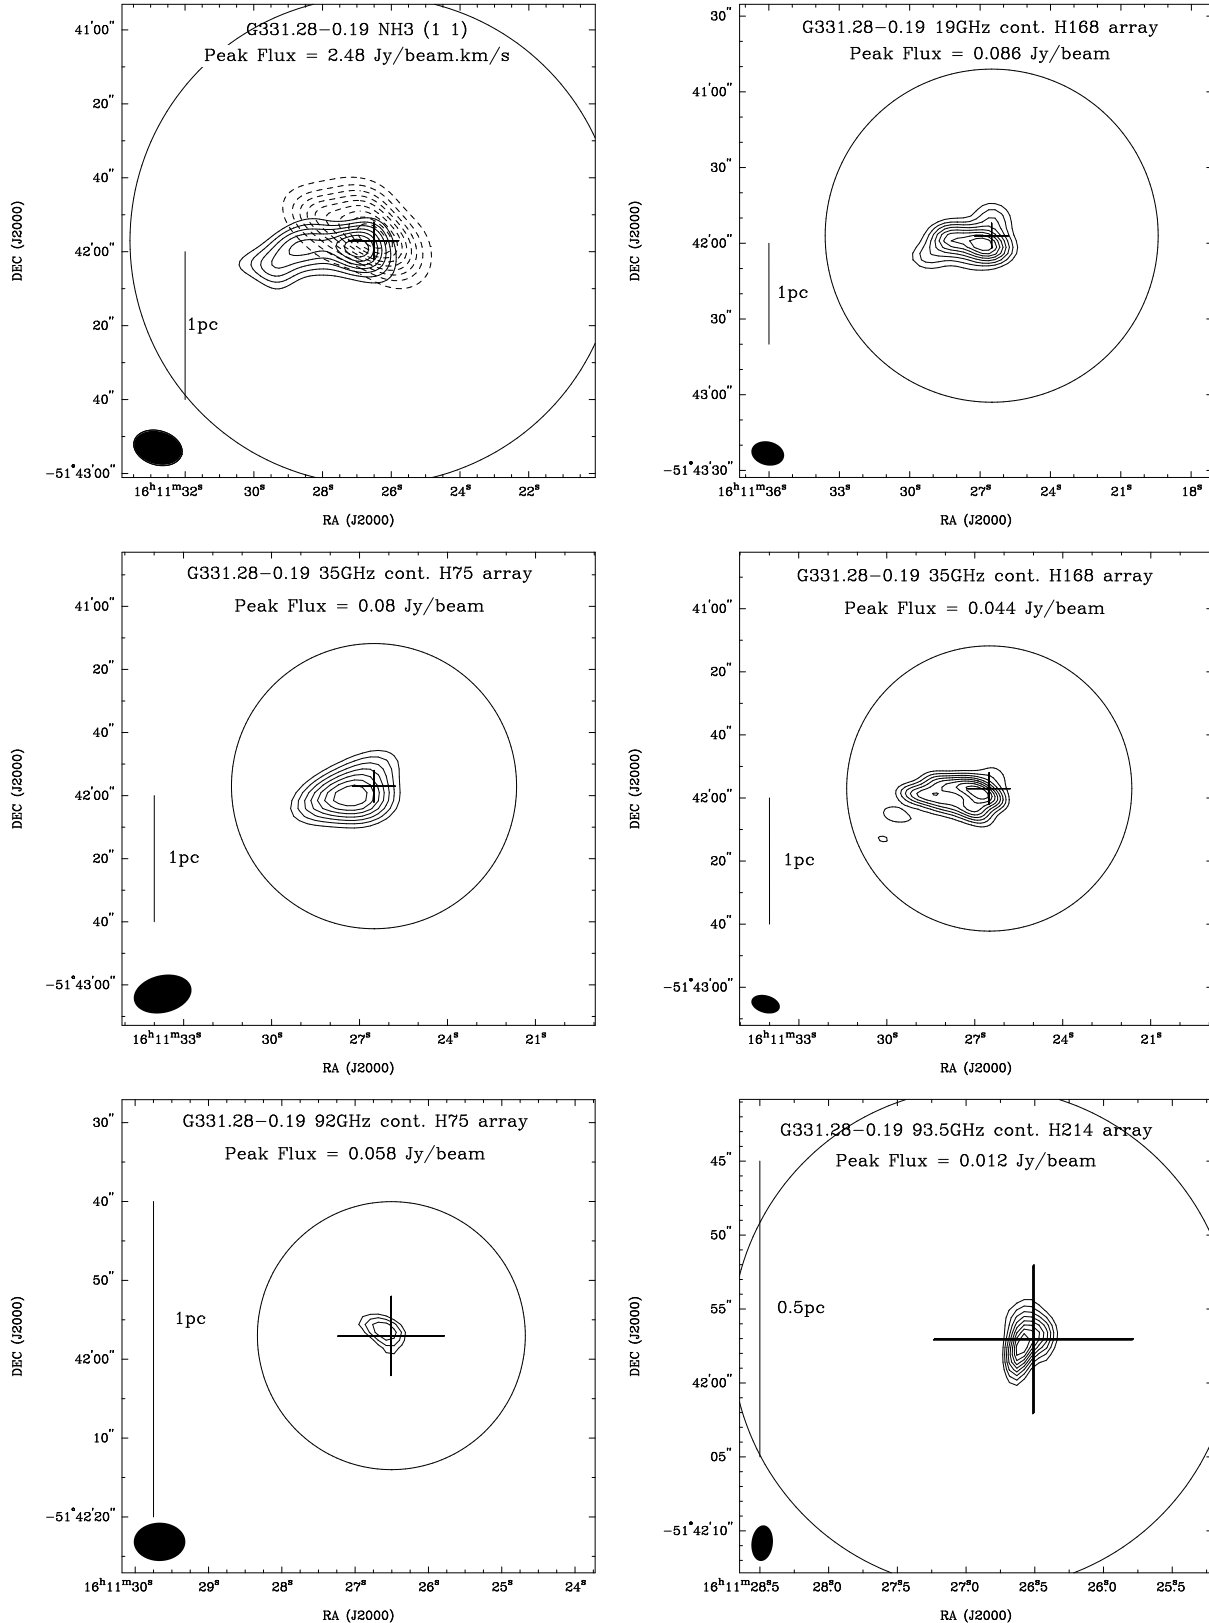 G331.28−0.19 NH3 (1 1)
Peak Flux = 2.48 Jy/beam.km/s
DEC (J2000)
41'00"
20"
40"
42'00"
20"
40"
−51°43'00"
1pc
16h11m32s 30s 28s 26s 24s 22s
RA (J2000)
G331.28−0.19 19GHz cont. H168 array
Peak Flux = 0.086 Jy/beam
DEC (J2000)
30"
41'00"
30"
42'00"
30"
43'00"
−51°43'30"
1pc
16h11m36s 33s 30s 27s 24s 21s 18s
RA (J2000)
G331.28−0.19 35GHz cont. H75 array
Peak Flux = 0.08 Jy/beam
DEC (J2000)
41'00"
20"
40"
42'00"
20"
40"
−51°43'00"
1pc
16h11m33s 30s 27s 24s 21s
RA (J2000)
G331.28−0.19 35GHz cont. H168 array
Peak Flux = 0.044 Jy/beam
DEC (J2000)
41'00"
20"
40"
42'00"
20"
40"
−51°43'00"
1pc
16h11m33s 30s 27s 24s 21s
RA (J2000)
G331.28−0.19 92GHz cont. H75 array
Peak Flux = 0.058 Jy/beam
DEC (J2000)
30"
40"
50"
42'00"
10"
−51°42'20"
1pc
16h11m30s 29s 28s 27s 26s 25s 24s
RA (J2000)
G331.28−0.19 93.5GHz cont. H214 array
Peak Flux = 0.012 Jy/beam
DEC (J2000)
45"
50"
55"
42'00"
05"
−51°42'10"
0.5pc
16h11m28s.5 28s.0 27s.5 27s.0 26s.5 26s.0 25s.5
RA (J2000)